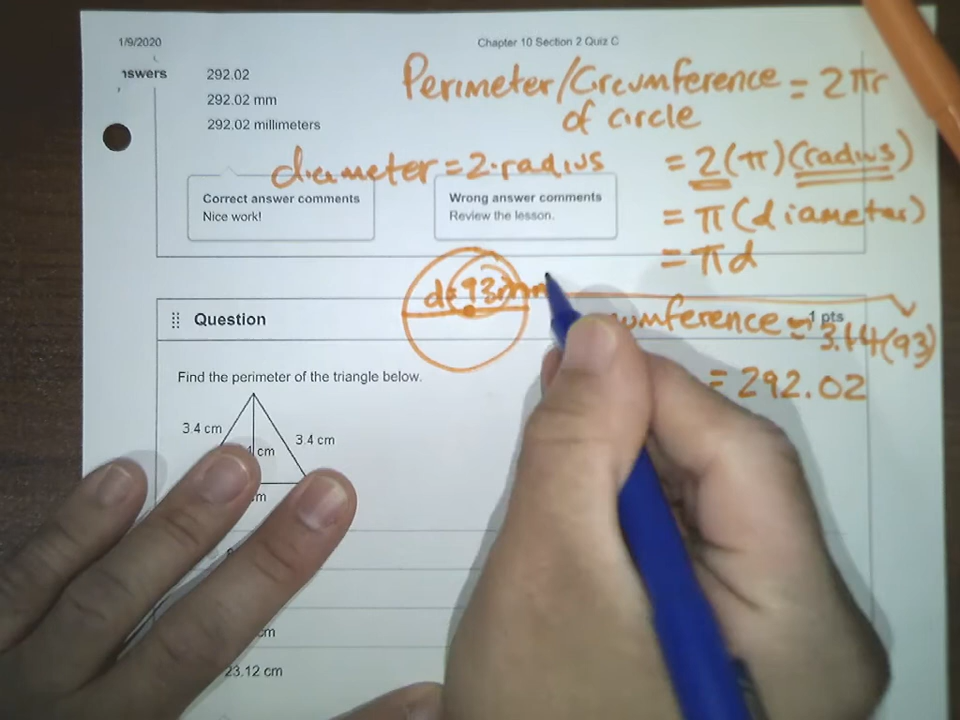 1/9/2020
Chapter 10 Section 2 Quiz C
nswers
292.02
292.02 mm
292.02 millimeters
Perimeter/Circumference = 2πr
of circle
diameter = 2·radius
= 2(π)(radius)
= π(diameter)
= πd
Correct answer comments
Nice work!
Wrong answer comments
Review the lesson.
d= 93mm
Question
1 pts
umference = 3.14(93)
= 292.02
Find the perimeter of the triangle below.
3.4 cm
cm
3.4 cm
m
cm
23.12 cm